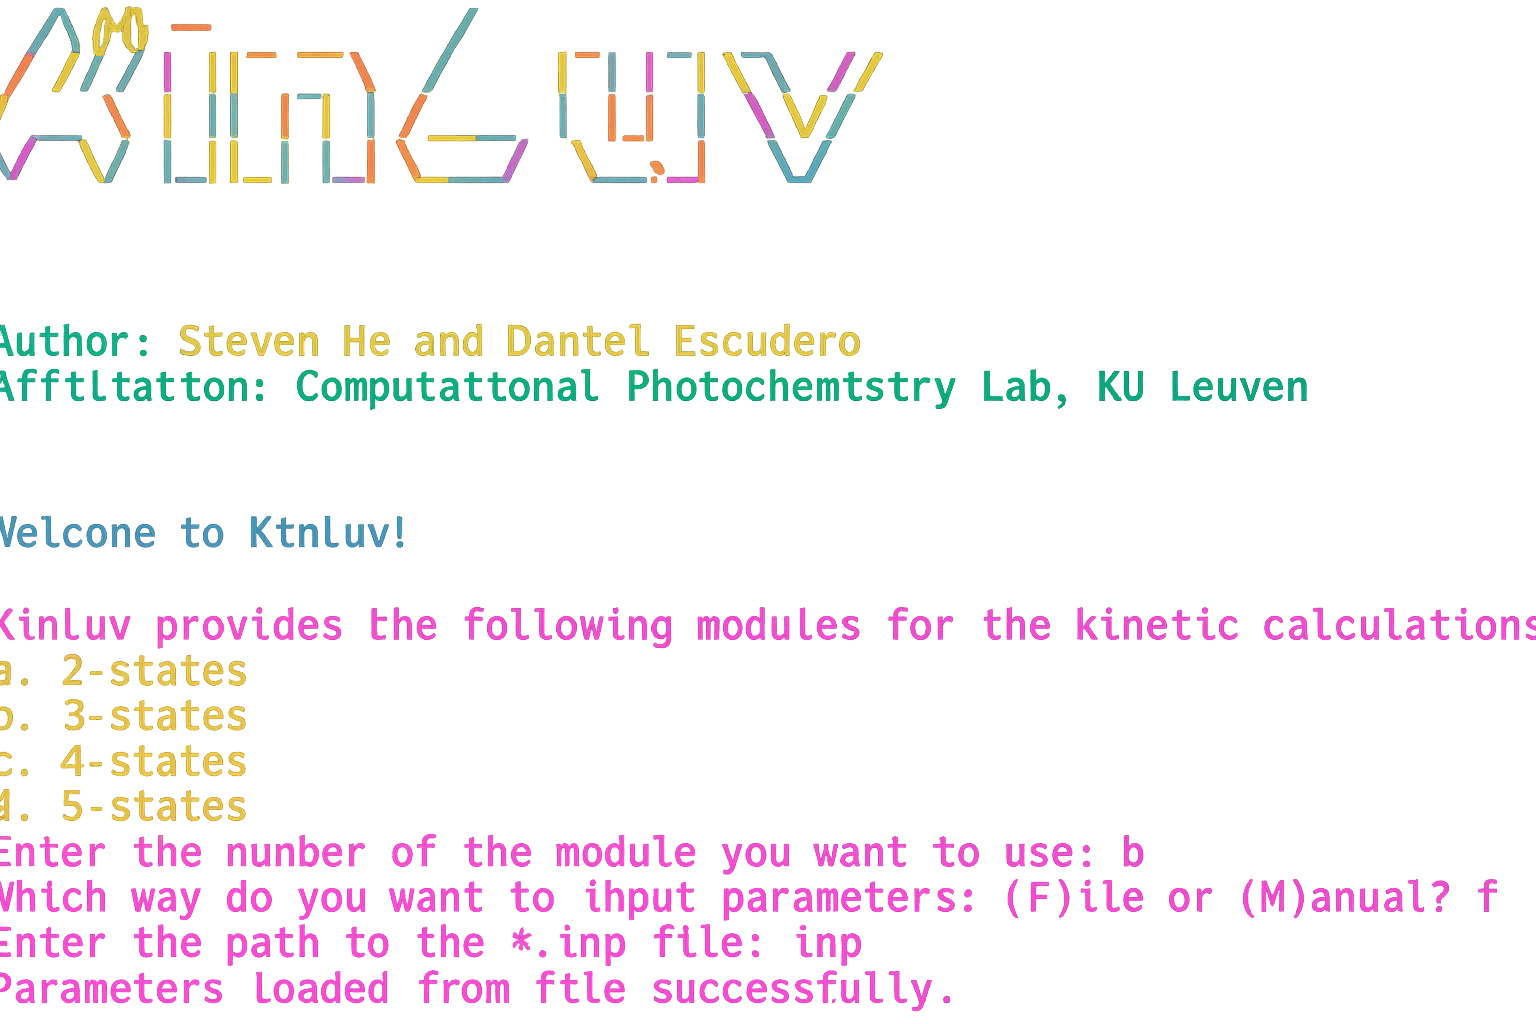 KinLuv
Author: Steven He and Dantel Escudero
Afftltatton: Computattonal Photochemtstry Lab, KU Leuven
Welcone to KtnLuv!
KinLuv provides the following modules for the kinetic calculations
a. 2-states
b. 3-states
c. 4-states
d. 5-states
Enter the nunber of the module you want to use: b
Whtch way do you want to ihput parameters: (F)ile or (M)anual? f
Enter the path to the *.inp file: inp
Parameters loaded from ftle successfully.